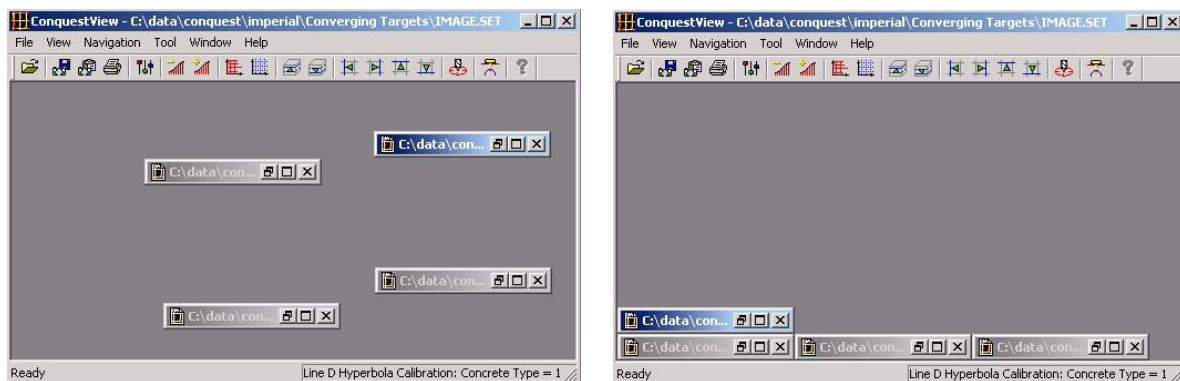 ConquestView - C:\data\conquest\imperial\Converging Targets\IMAGE.SET
File View Navigation Tool Window Help
C:\data\con...
C:\data\con...
C:\data\con...
C:\data\con...
Ready Line D Hyperbola Calibration: Concrete Type = 1
ConquestView - C:\data\conquest\imperial\Converging Targets\IMAGE.SET
File View Navigation Tool Window Help
C:\data\con...
C:\data\con... C:\data\con... C:\data\con...
Ready Line D Hyperbola Calibration: Concrete Type = 1